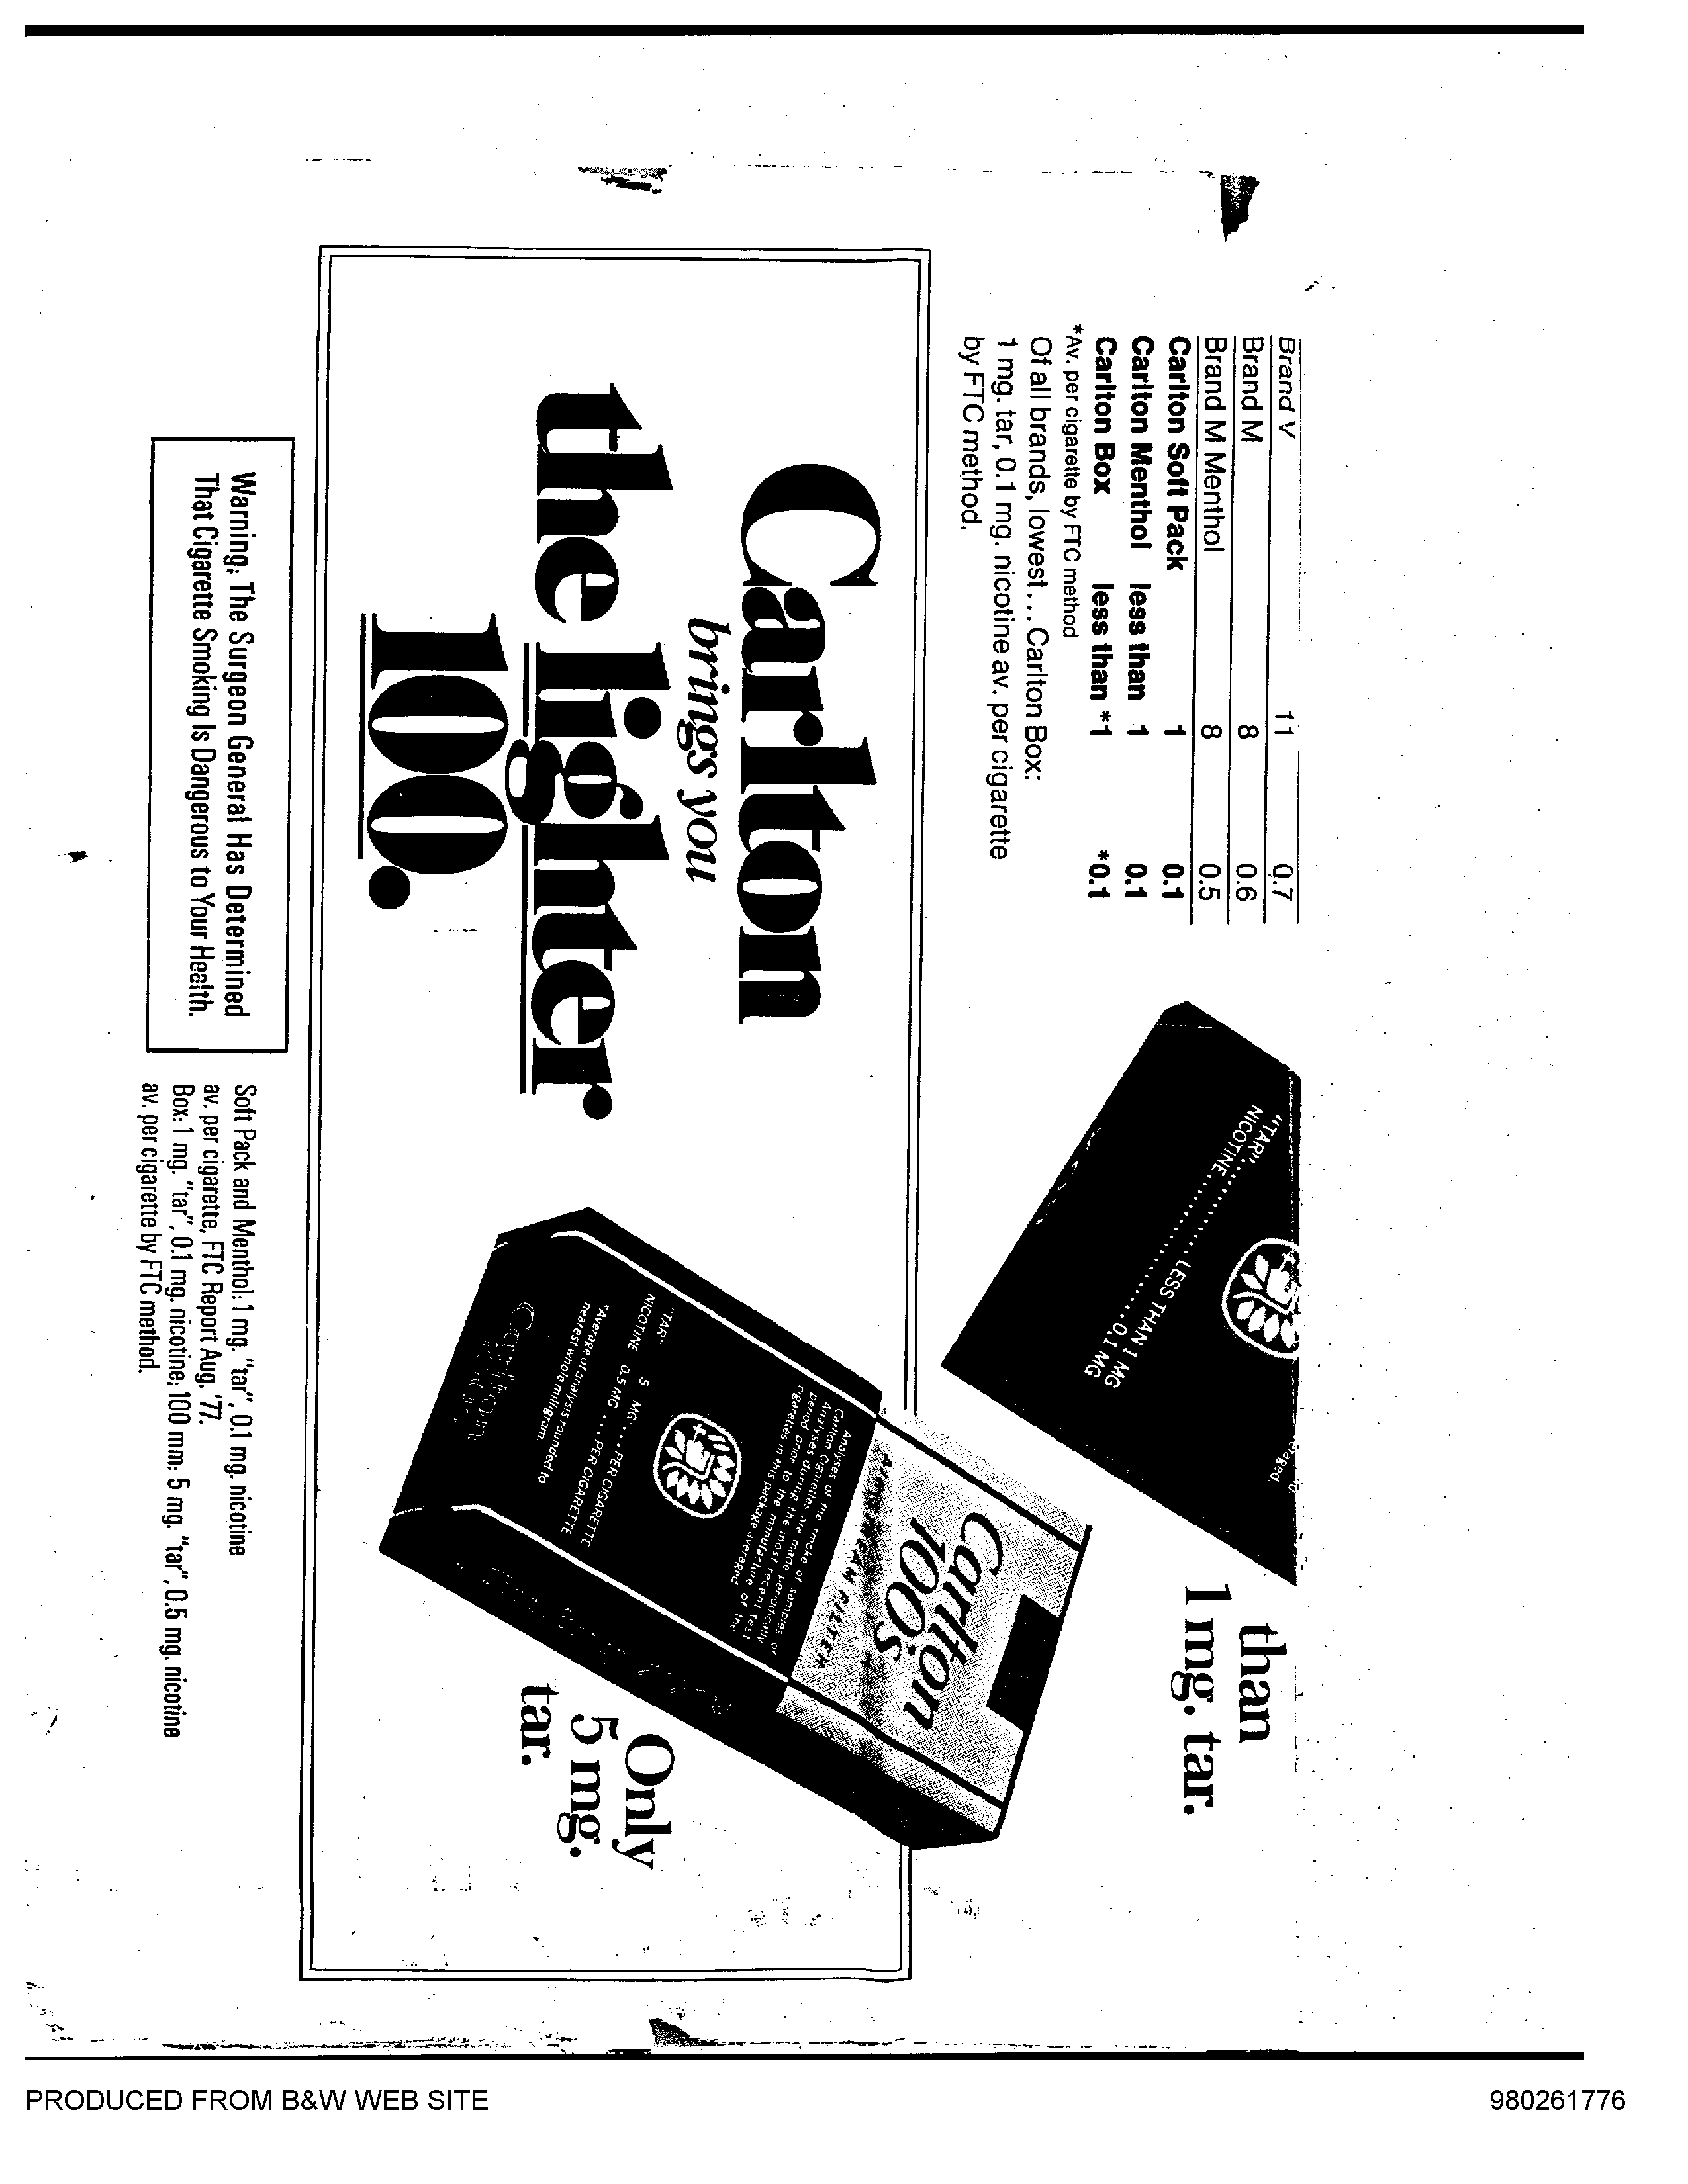 Brand V 11 0.7
Brand M 8 0.6
Brand M Menthol 8 0.5
Carlton Soft Pack 1 0.1
Carlton Menthol less than 1 0.1
Carlton Box less than *1 *0.1
*Av. per cigarette by FTC method
Of all brands, lowest... Carlton Box:
1 mg. tar, 0.1 mg. nicotine av. per cigarette
by FTC method.
"TAR"............LESS THAN 1 MG
NICOTINE..................0.1 MG
than
1 mg. tar.
Carlton
brings you
the lighter
100.
Carlton
100s
Analyses of the smoke of samples of
Carlton Cigarettes are made periodically
Analyses during the most recent test
period prior to the manufacture of the
cigarettes in this package averaged.
"TAR" 5 MG....PER CIGARETTE
NICOTINE 0.5 MG....PER CIGARETTE
*Average of analysis rounded to
nearest whole milligram
Carlton
Only
5 mg.
tar.
Warning: The Surgeon General Has Determined
That Cigarette Smoking Is Dangerous to Your Health.
Soft Pack and Menthol: 1 mg. "tar", 0.1 mg. nicotine
av. per cigarette, FTC Report Aug. '77.
Box: 1 mg. "tar", 0.1 mg. nicotine; 100 mm: 5 mg. "tar", 0.5 mg. nicotine
av. per cigarette by FTC method.
PRODUCED FROM B&W WEB SITE
980261776